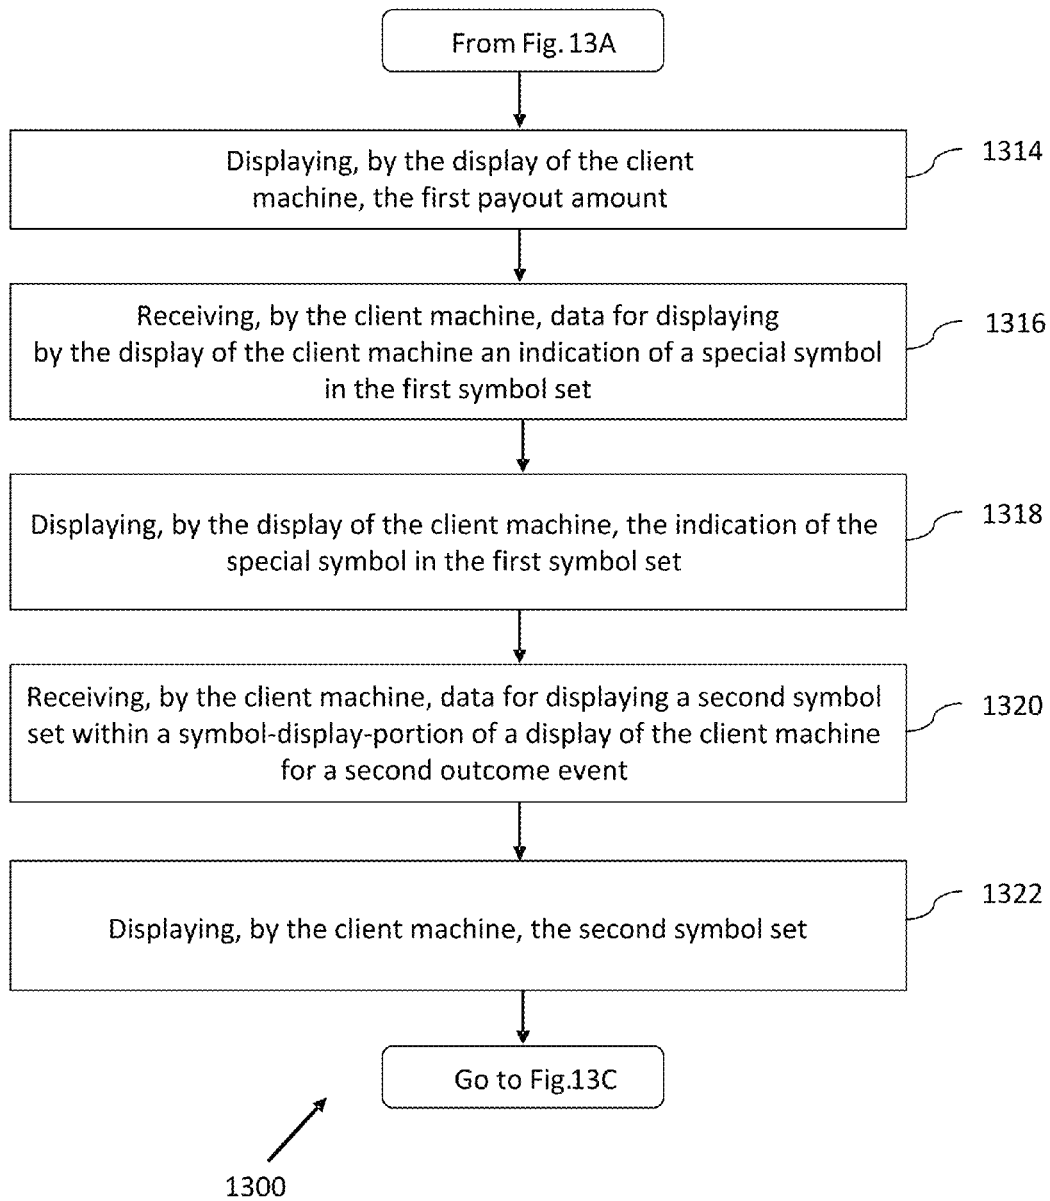 From Fig. 13A
Displaying, by the display of the client
machine, the first payout amount
1314
Receiving, by the client machine, data for displaying
by the display of the client machine an indication of a special symbol
in the first symbol set
1316
Displaying, by the display of the client machine, the indication of the
special symbol in the first symbol set
1318
Receiving, by the client machine, data for displaying a second symbol
set within a symbol-display-portion of a display of the client machine
for a second outcome event
1320
Displaying, by the client machine, the second symbol set
1322
Go to Fig.13C
1300